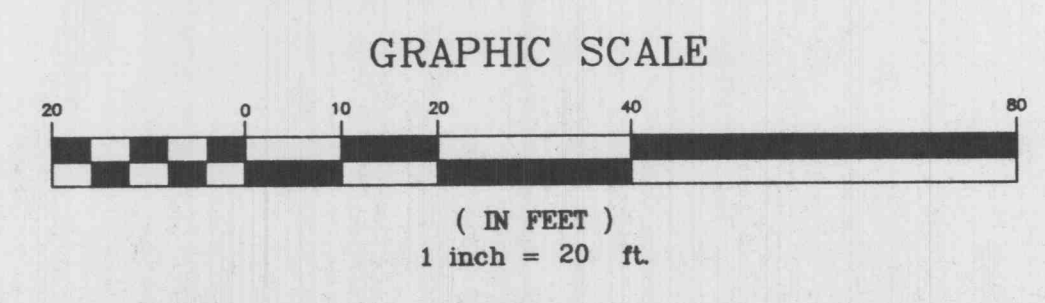 GRAPHIC SCALE
20 0 10 20 40 80
( IN FEET )
1 inch = 20 ft.